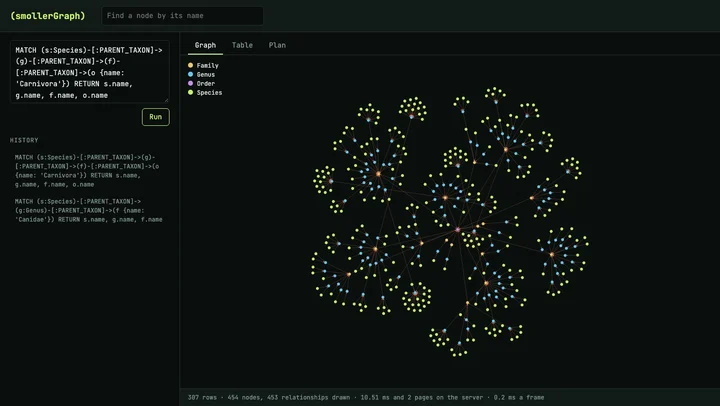 (smollerGraph)
Find a node by its name
MATCH (s:Species)-[:PARENT_TAXON]->
(g)-[:PARENT_TAXON]->(f)-
[:PARENT_TAXON]->(o {name:
'Carnivora'}) RETURN s.name,
g.name, f.name, o.name
Run
HISTORY
MATCH (s:Species)-[:PARENT_TAXON]->(g)-
[:PARENT_TAXON]->(f)-[:PARENT_TAXON]->(o
{name: 'Carnivora'}) RETURN s.name,
g.name, f.name, o.name
MATCH (s:Species)-[:PARENT_TAXON]->
(g:Genus)-[:PARENT_TAXON]->(f {name:
'Canidae'}) RETURN s.name, g.name, f.name
Graph
Table
Plan
Family
Genus
Order
Species
307 rows · 454 nodes, 453 relationships drawn · 10.51 ms and 2 pages on the server · 0.2 ms a frame